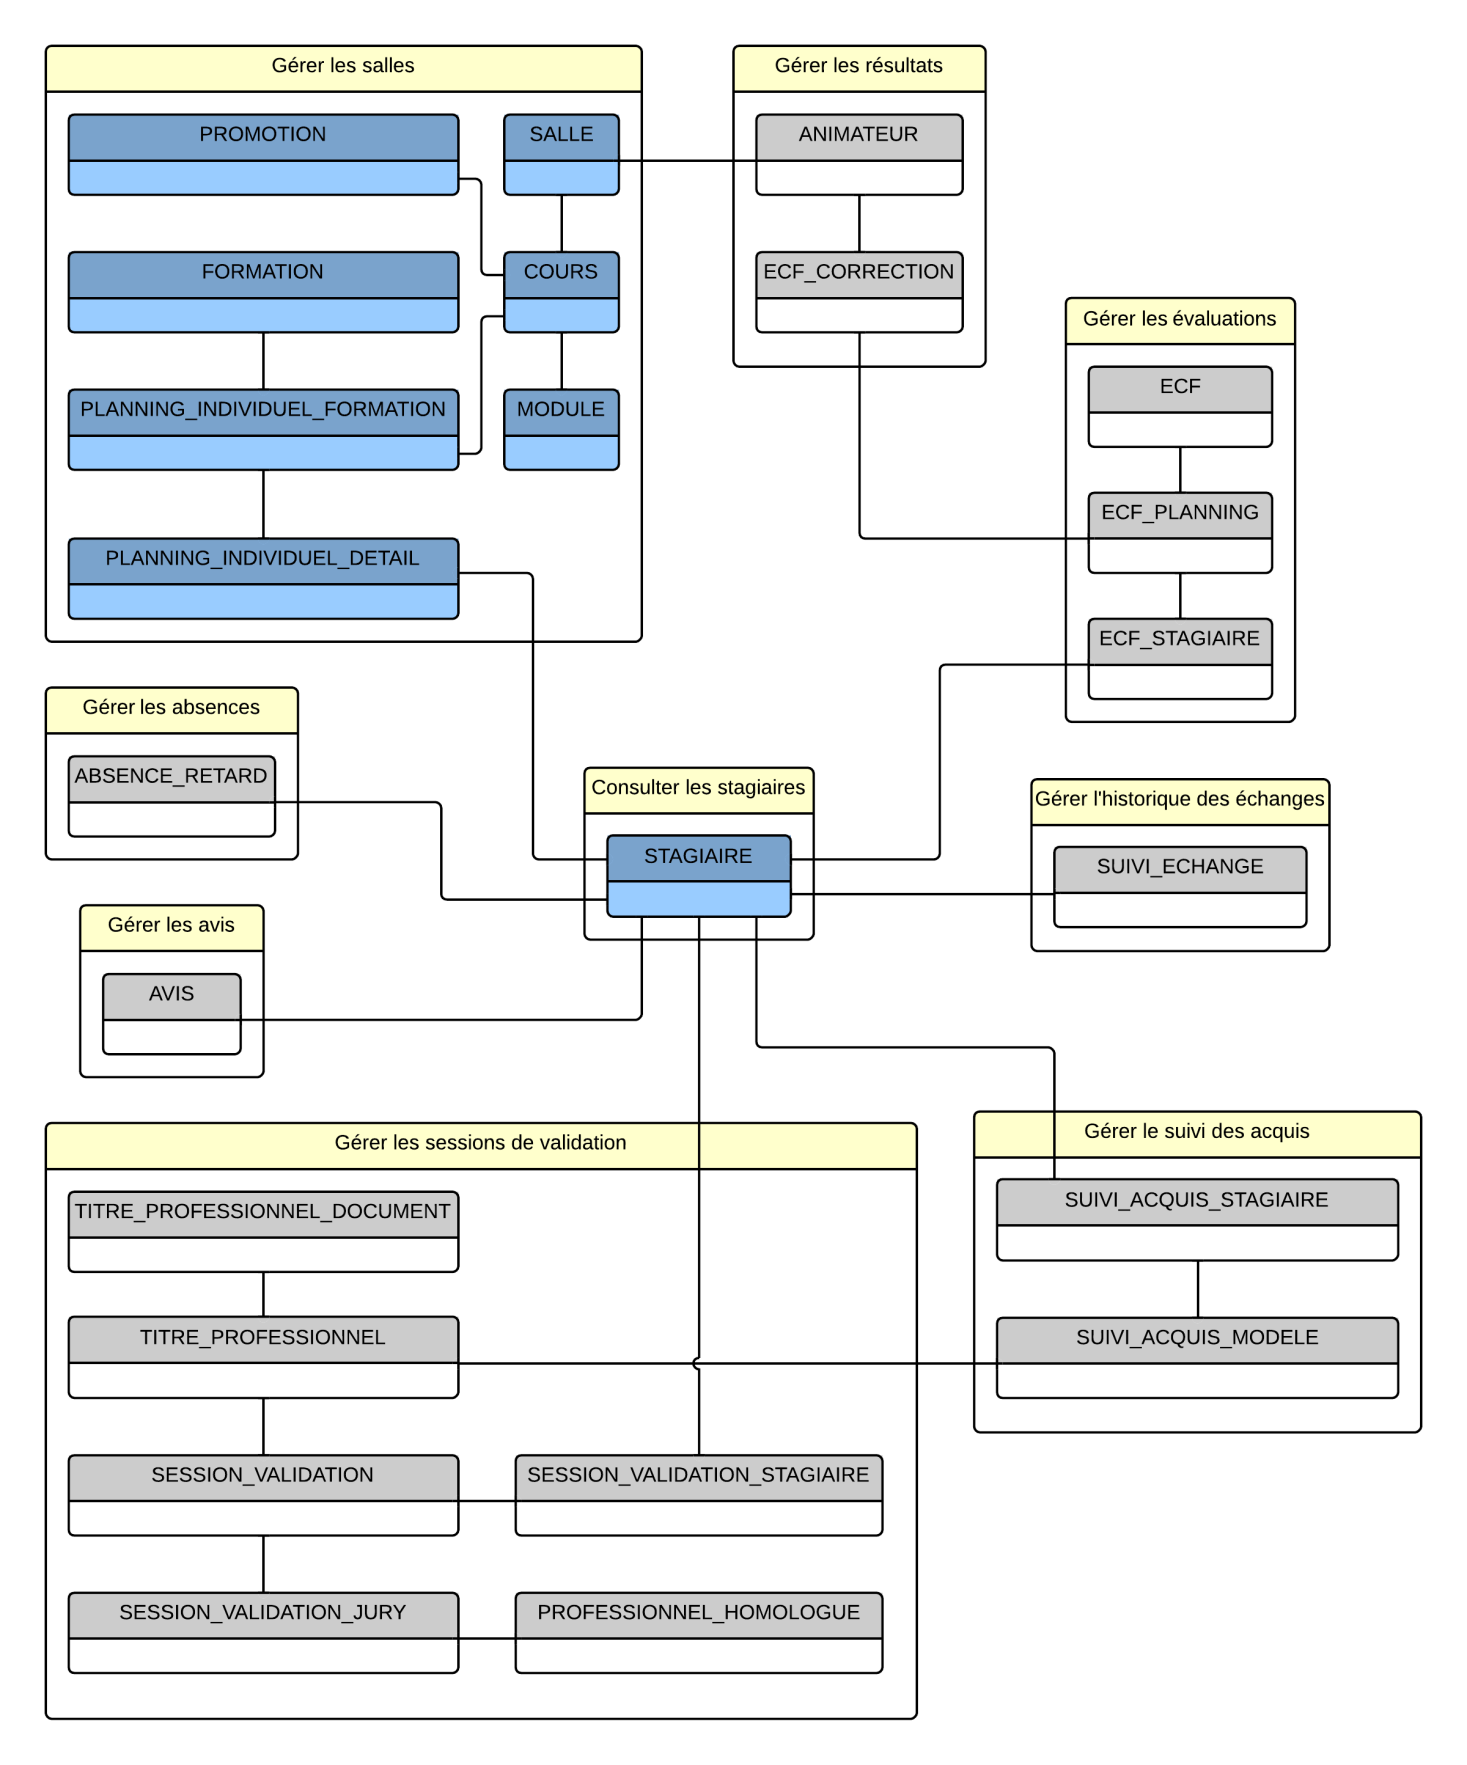 Gérer les salles
PROMOTION
SALLE
FORMATION
COURS
PLANNING_INDIVIDUEL_FORMATION
MODULE
PLANNING_INDIVIDUEL_DETAIL
Gérer les résultats
ANIMATEUR
ECF_CORRECTION
Gérer les évaluations
ECF
ECF_PLANNING
ECF_STAGIAIRE
Gérer les absences
ABSENCE_RETARD
Consulter les stagiaires
STAGIAIRE
Gérer l'historique des échanges
SUIVI_ECHANGE
Gérer les avis
AVIS
Gérer les sessions de validation
TITRE_PROFESSIONNEL_DOCUMENT
TITRE_PROFESSIONNEL
SESSION_VALIDATION
SESSION_VALIDATION_STAGIAIRE
SESSION_VALIDATION_JURY
PROFESSIONNEL_HOMOLOGUE
Gérer le suivi des acquis
SUIVI_ACQUIS_STAGIAIRE
SUIVI_ACQUIS_MODELE